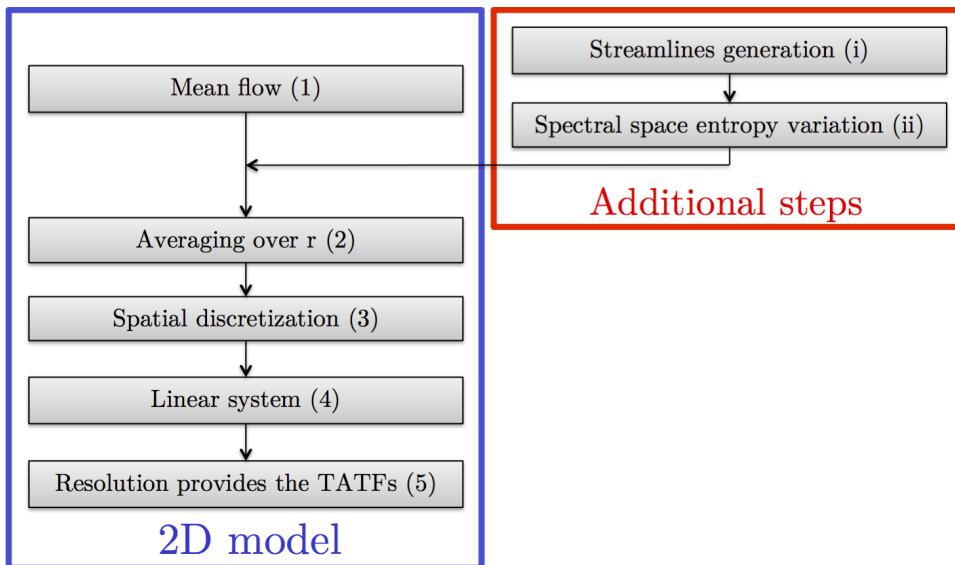 Mean flow (1)
Averaging over r (2)
Spatial discretization (3)
Linear system (4)
Resolution provides the TATFs (5)
2D model
Streamlines generation (i)
Spectral space entropy variation (ii)
Additional steps